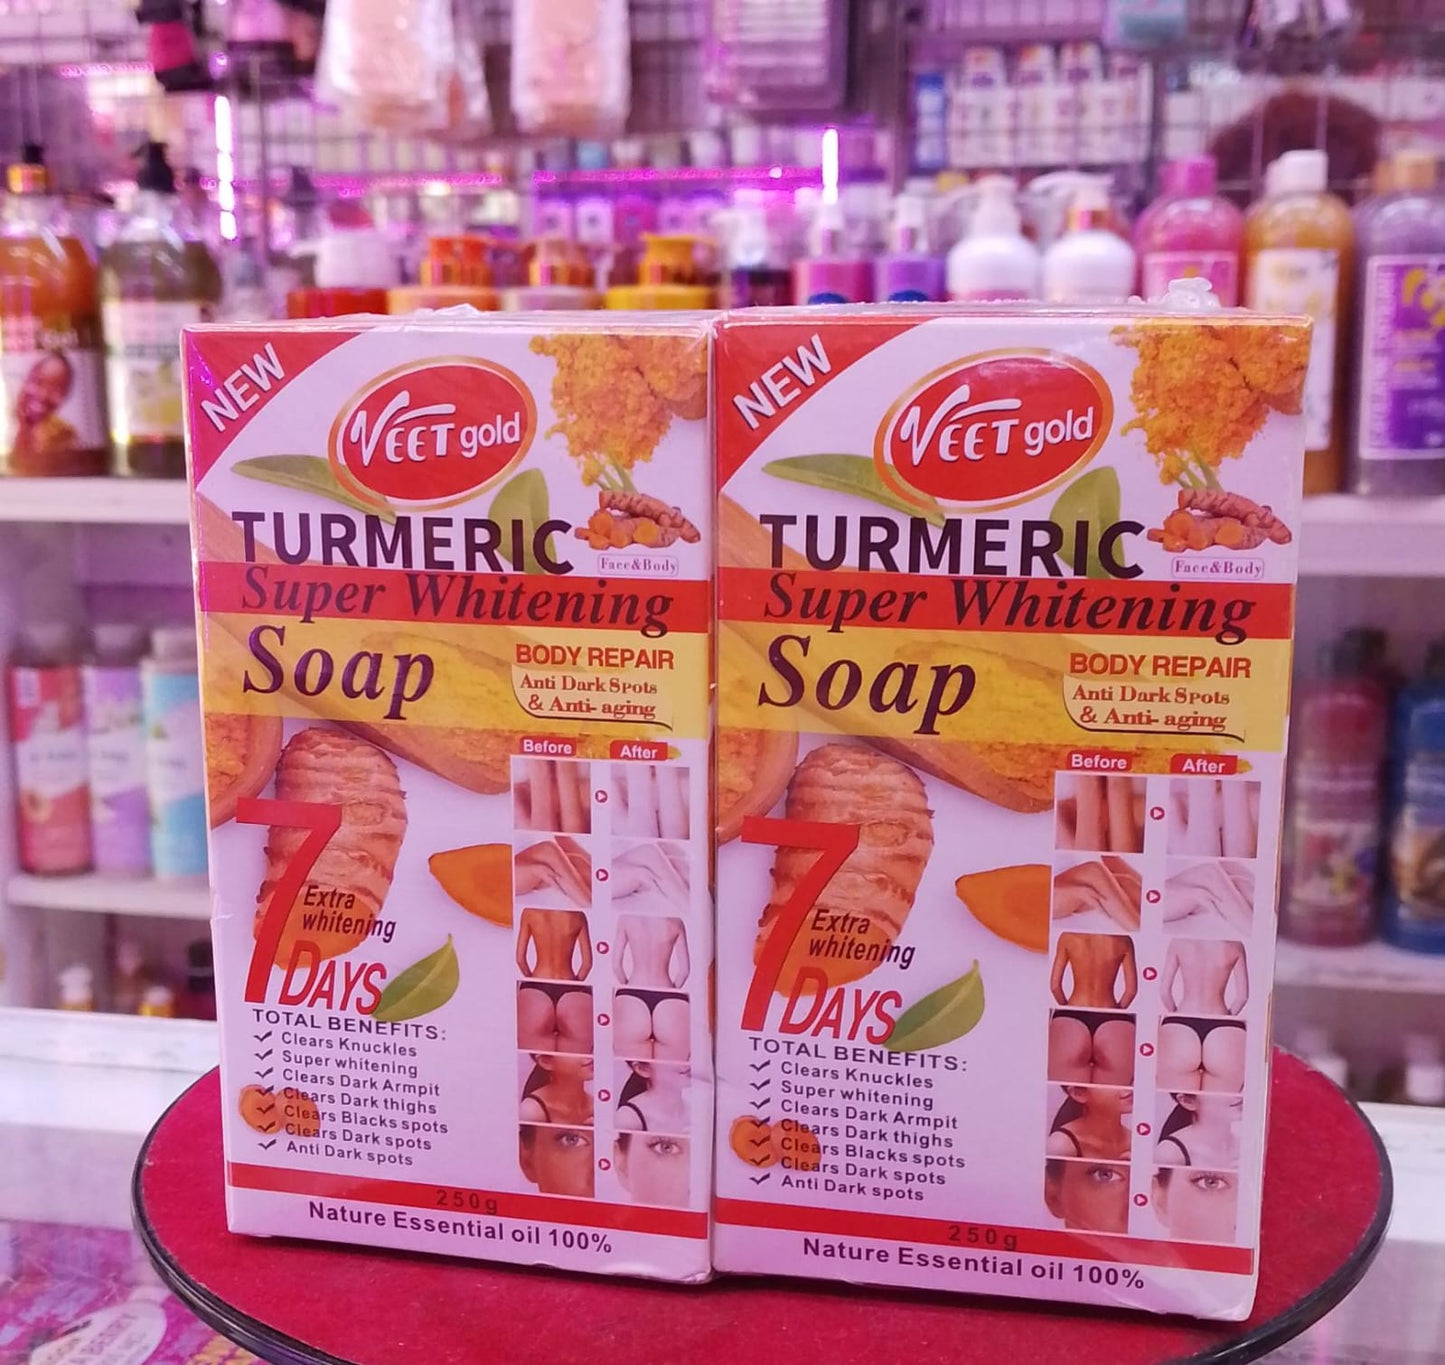 NEW
VEET gold
TURMERIC
Face&Body
Super Whitening
Soap
BODY REPAIR
Anti Dark Spots
& Anti- aging
Before After
7
Extra
whitening
DAYS
TOTAL BENEFITS:
Clears Knuckles
Super whitening
Clears Dark Armpit
Clears Dark thighs
Clears Blacks spots
Clears Dark spots
Anti Dark spots
250g
Nature Essential oil 100%
NEW
VEET gold
TURMERIC
Face&Body
Super Whitening
Soap
BODY REPAIR
Anti Dark Spots
& Anti- aging
Before After
7
Extra
whitening
DAYS
TOTAL BENEFITS:
Clears Knuckles
Super whitening
Clears Dark Armpit
Clears Dark thighs
Clears Blacks spots
Clears Dark spots
Anti Dark spots
250g
Nature Essential oil 100%